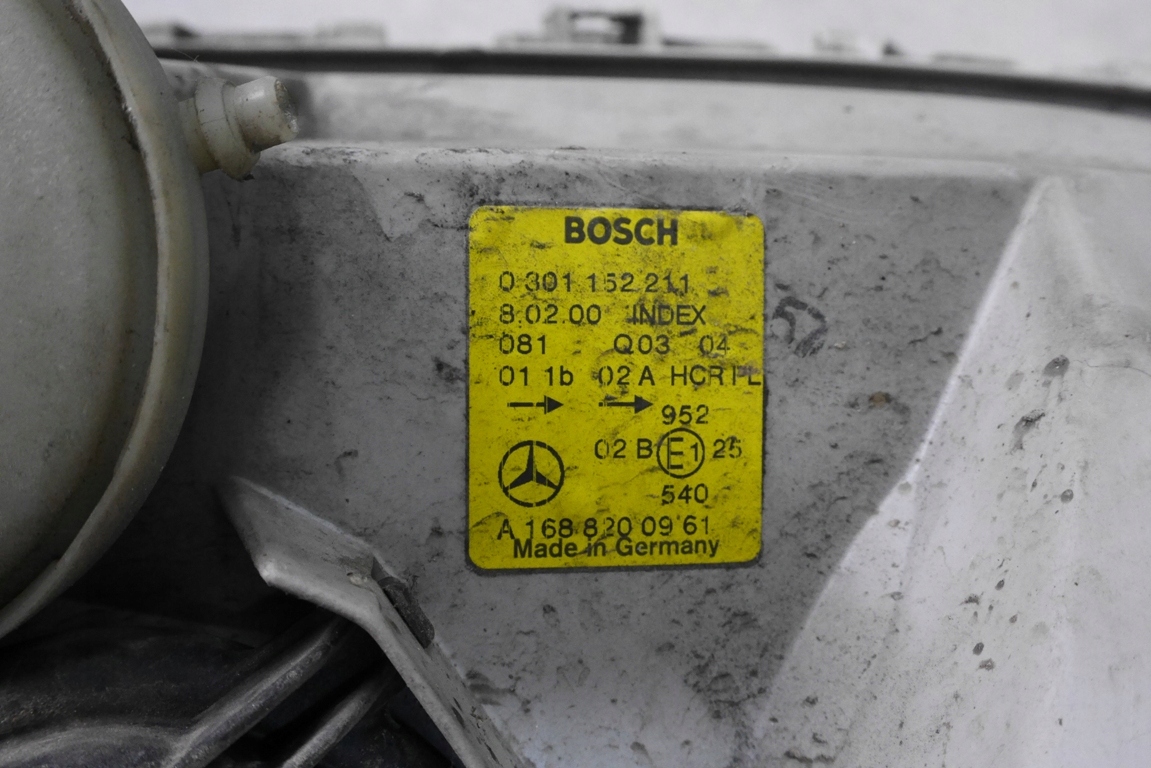 BOSCH
0 301 152 211
8.02.00 INDEX
081 Q03 04
01 1b 02 A HCR PL
952
02 B E1 25
540
A 168 820 09 61
Made in Germany
52